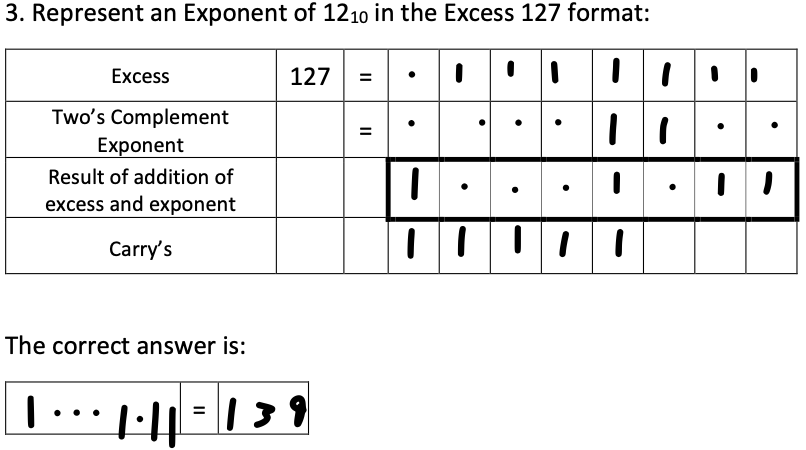 3. Represent an Exponent of 12₁₀ in the Excess 127 format:
Excess 127 = · 1 1 1 1 1 1 1
Two's Complement
Exponent = · · · · 1 1 · ·
Result of addition of
excess and exponent 1 · · · 1 · 1 1
Carry's 1 1 1 1 1
The correct answer is:
1 · · · 1 · 1 1 = 139